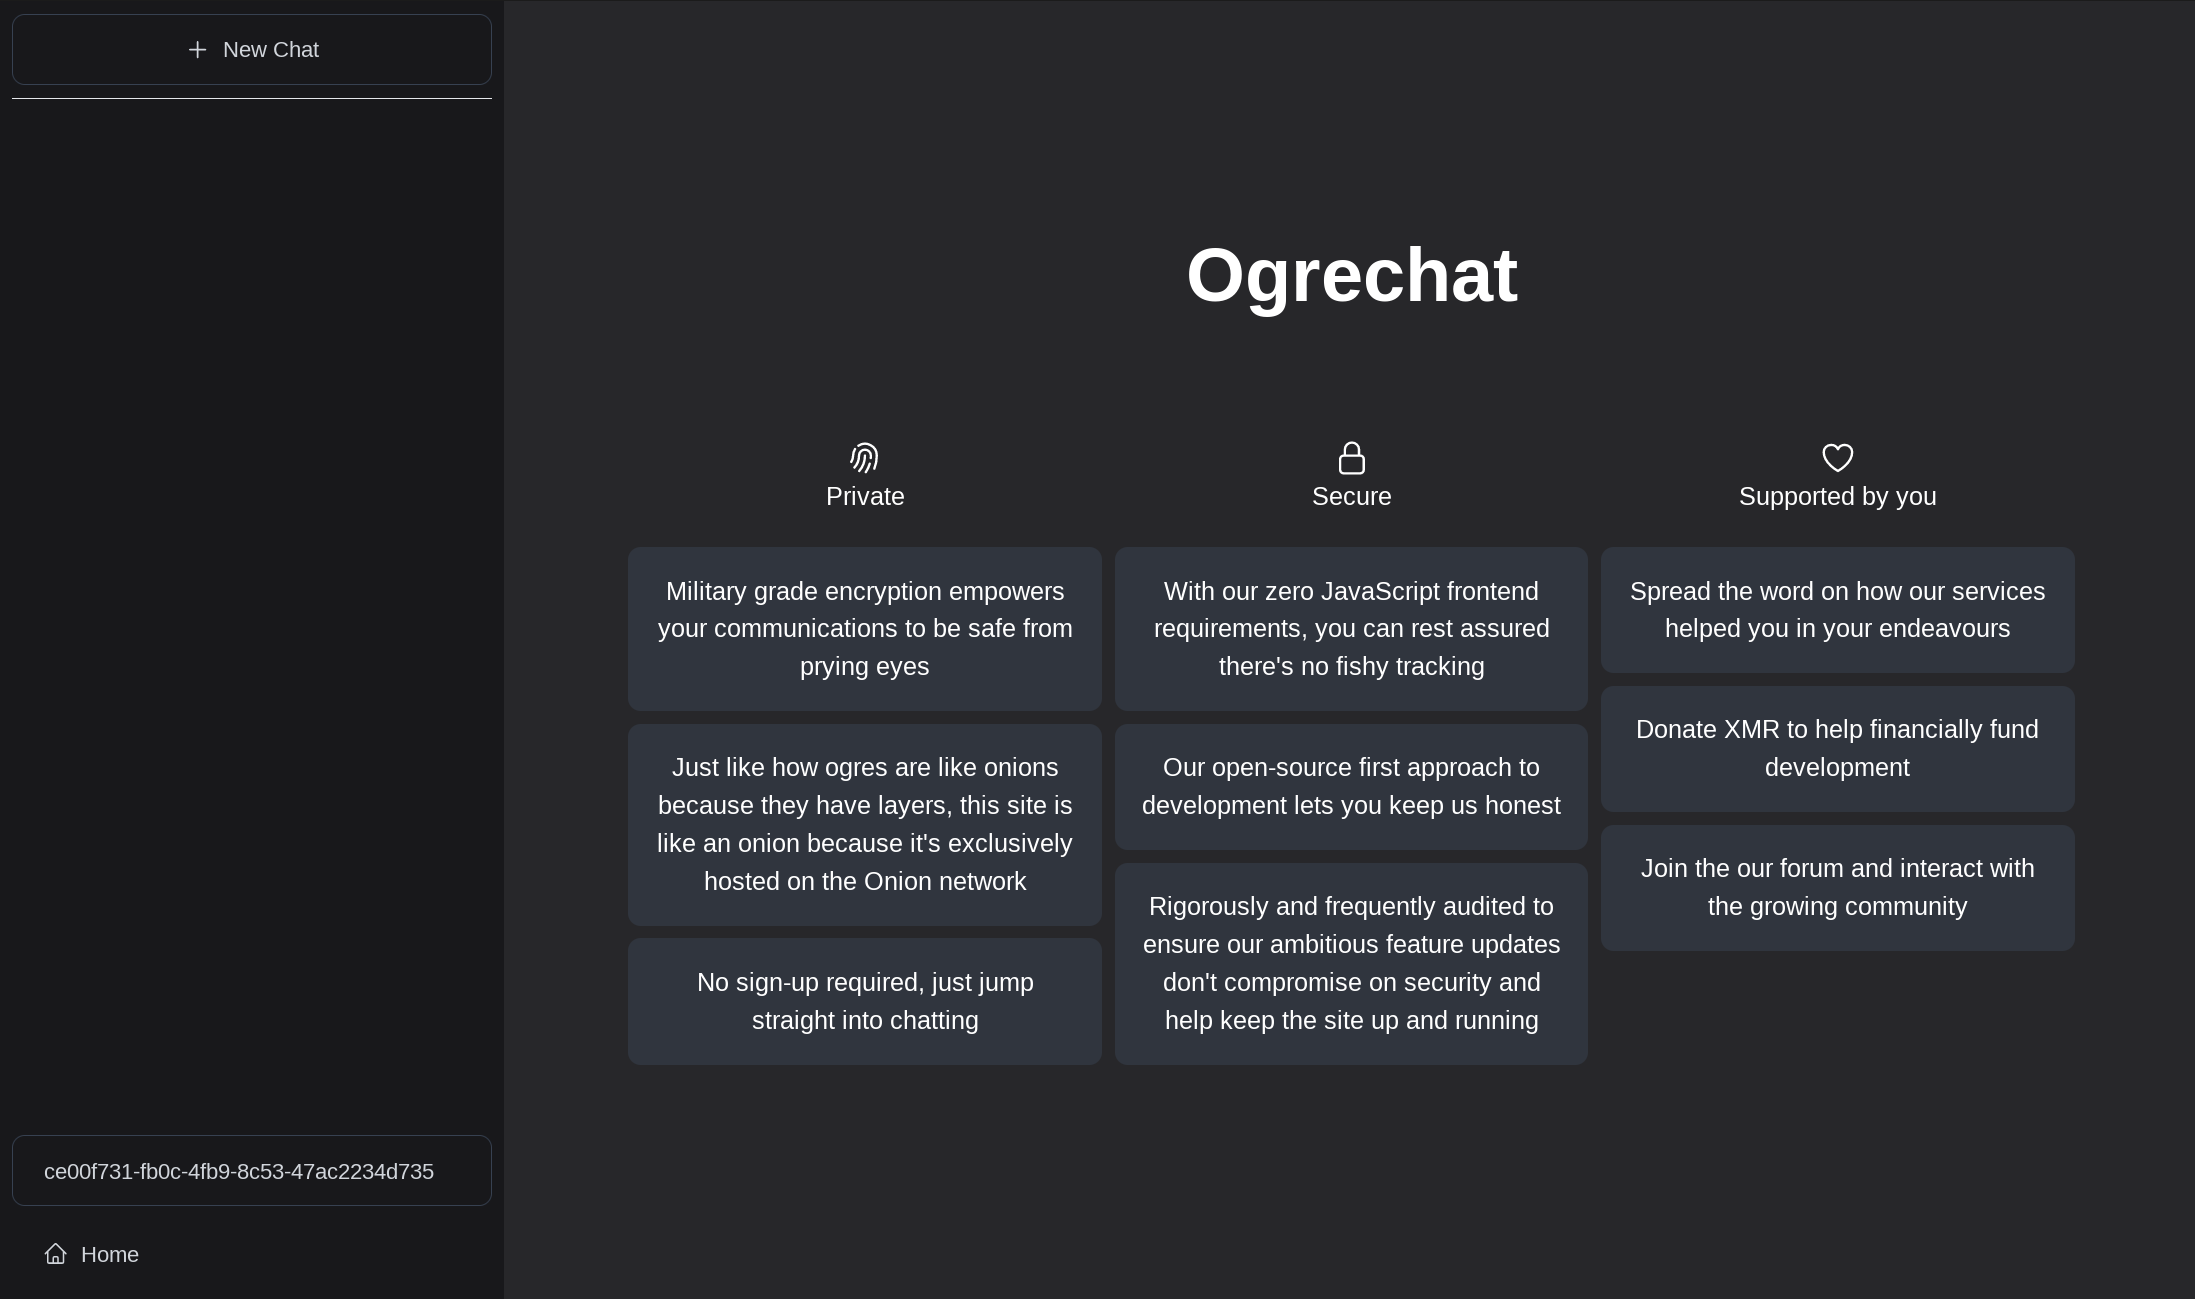 New Chat
Ogrechat
Private
Military grade encryption empowers
your communications to be safe from
prying eyes
Just like how ogres are like onions
because they have layers, this site is
like an onion because it's exclusively
hosted on the Onion network
No sign-up required, just jump
straight into chatting
Secure
With our zero JavaScript frontend
requirements, you can rest assured
there's no fishy tracking
Our open-source first approach to
development lets you keep us honest
Rigorously and frequently audited to
ensure our ambitious feature updates
don't compromise on security and
help keep the site up and running
Supported by you
Spread the word on how our services
helped you in your endeavours
Donate XMR to help financially fund
development
Join the our forum and interact with
the growing community
ce00f731-fb0c-4fb9-8c53-47ac2234d735
Home